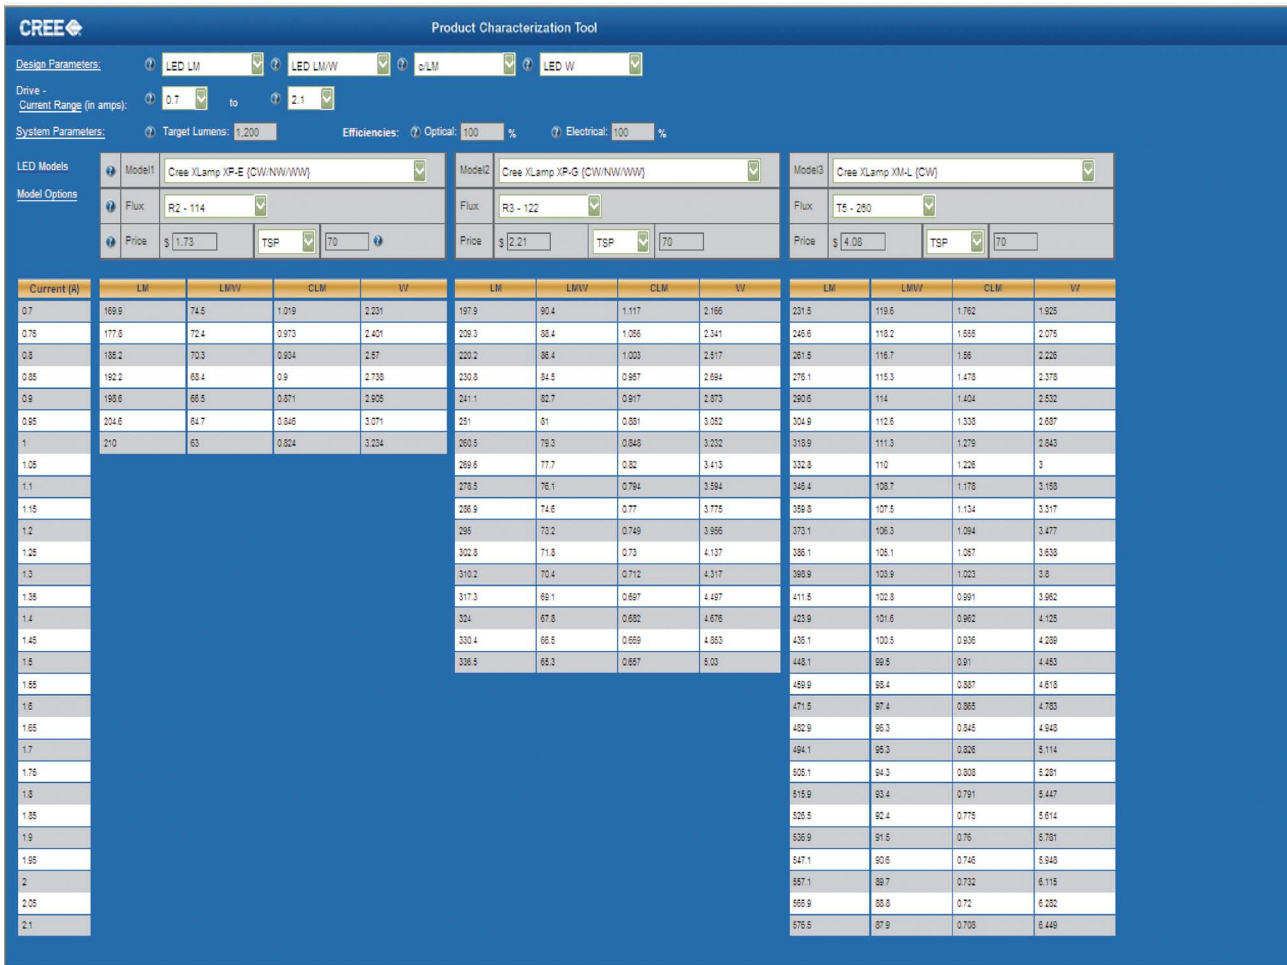 CREE
Product Characterization Tool
Design Parameters: LED LM LED LM/W c/LM LED W
Drive -
Current Range (in amps): 0.7 to 2.1
System Parameters: Target Lumens: 1,200 Efficiencies: Optical: 100 % Electrical: 100 %
LED Models Model1 Cree XLamp XP-E {CW/NW/WW} Model2 Cree XLamp XP-G {CW/NW/WW} Model3 Cree XLamp XM-L {CW}
Model Options Flux R2 - 114 Flux R3 - 122 Flux T5 - 260
Price $ 1.73 TSP 70 Price $ 2.21 TSP 70 Price $ 4.08 TSP 70
Current (A) LM LM/W C/LM W LM LM/W C/LM W LM LM/W C/LM W
0.7 169.9 74.5 1.019 2.231 197.9 90.4 1.117 2.166 231.5 119.6 1.762 1.925
0.75 177.8 72.4 0.973 2.401 209.3 88.4 1.056 2.341 246.6 118.2 1.655 2.075
0.8 185.2 70.3 0.934 2.57 220.2 86.4 1.003 2.517 261.5 116.7 1.56 2.226
0.85 192.2 68.4 0.9 2.738 230.8 84.5 0.957 2.694 276.1 115.3 1.478 2.378
0.9 198.6 66.5 0.871 2.905 241.1 82.7 0.917 2.873 290.6 114 1.404 2.532
0.95 204.6 64.7 0.846 3.071 251 81 0.881 3.052 304.9 112.6 1.338 2.687
1 210 63 0.824 3.234 260.5 79.3 0.848 3.232 318.9 111.3 1.279 2.843
1.05 269.6 77.7 0.82 3.413 332.8 110 1.226 3
1.1 278.5 76.1 0.794 3.594 346.4 108.7 1.178 3.158
1.15 286.9 74.6 0.77 3.775 359.8 107.5 1.134 3.317
1.2 295 73.2 0.749 3.956 373.1 106.3 1.094 3.477
1.25 302.8 71.8 0.73 4.137 386.1 105.1 1.057 3.638
1.3 310.2 70.4 0.712 4.317 398.9 103.9 1.023 3.8
1.35 317.3 69.1 0.697 4.497 411.5 102.8 0.991 3.962
1.4 324 67.8 0.682 4.676 423.9 101.6 0.962 4.125
1.45 330.4 66.5 0.669 4.853 436.1 100.5 0.936 4.289
1.5 336.5 65.3 0.657 5.03 448.1 99.5 0.91 4.453
1.55 459.9 98.4 0.887 4.618
1.6 471.5 97.4 0.865 4.783
1.65 482.9 96.3 0.845 4.948
1.7 494.1 95.3 0.826 5.114
1.75 505.1 94.3 0.808 5.281
1.8 515.9 93.4 0.791 5.447
1.85 526.5 92.4 0.775 5.614
1.9 536.9 91.5 0.76 5.781
1.95 547.1 90.6 0.746 5.948
2 557.1 89.7 0.732 6.115
2.05 566.9 88.8 0.72 6.282
2.1 576.5 87.9 0.708 6.449